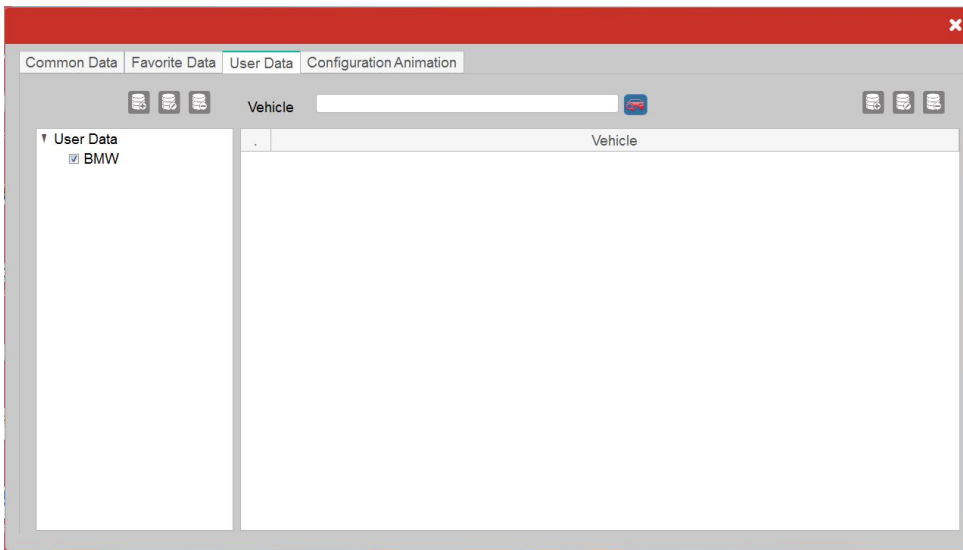 Common Data Favorite Data User Data Configuration Animation
Vehicle
User Data
BMW
. Vehicle